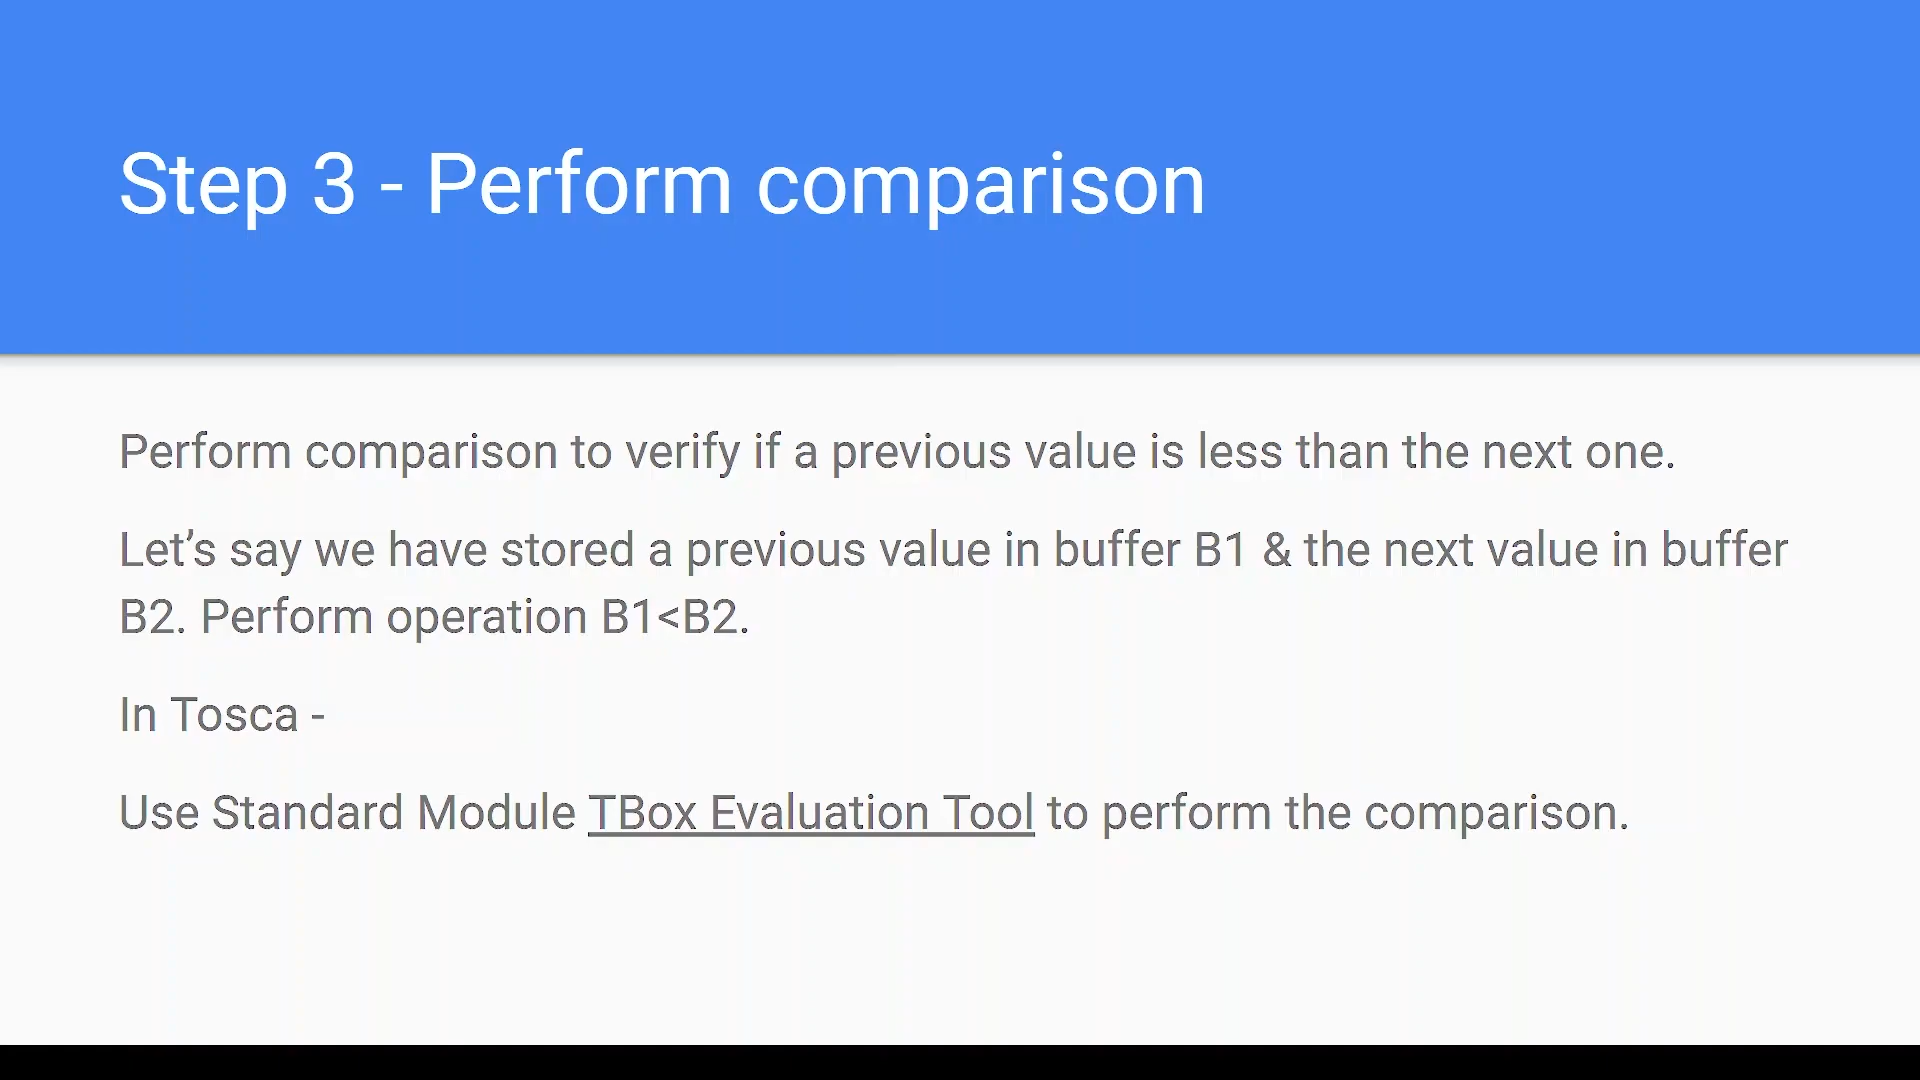 Step 3 - Perform comparison
Perform comparison to verify if a previous value is less than the next one.
Let’s say we have stored a previous value in buffer B1 & the next value in buffer
B2. Perform operation B1<B2.
In Tosca -
Use Standard Module TBox Evaluation Tool to perform the comparison.